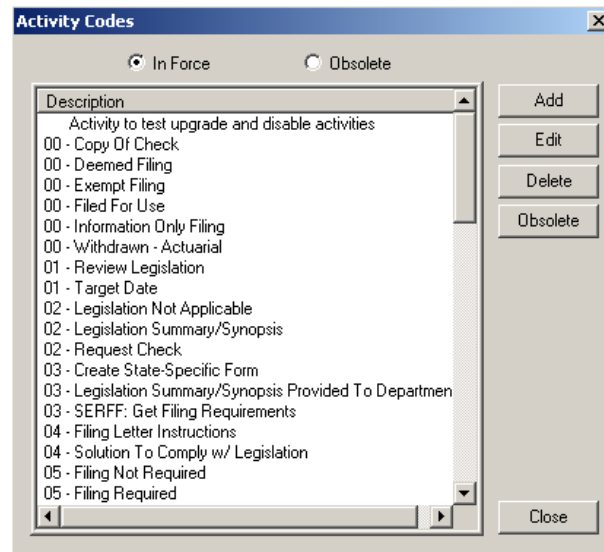 Activity Codes
In Force
Obsolete
Description
Activity to test upgrade and disable activities
00 - Copy Of Check
00 - Deemed Filing
00 - Exempt Filing
00 - Filed For Use
00 - Information Only Filing
00 - Withdrawn - Actuarial
01 - Review Legislation
01 - Target Date
02 - Legislation Not Applicable
02 - Legislation Summary/Synopsis
02 - Request Check
03 - Create State-Specific Form
03 - Legislation Summary/Synopsis Provided To Departmen
03 - SERFF: Get Filing Requirements
04 - Filing Letter Instructions
04 - Solution To Comply w/ Legislation
05 - Filing Not Required
05 - Filing Required
Add
Edit
Delete
Obsolete
Close